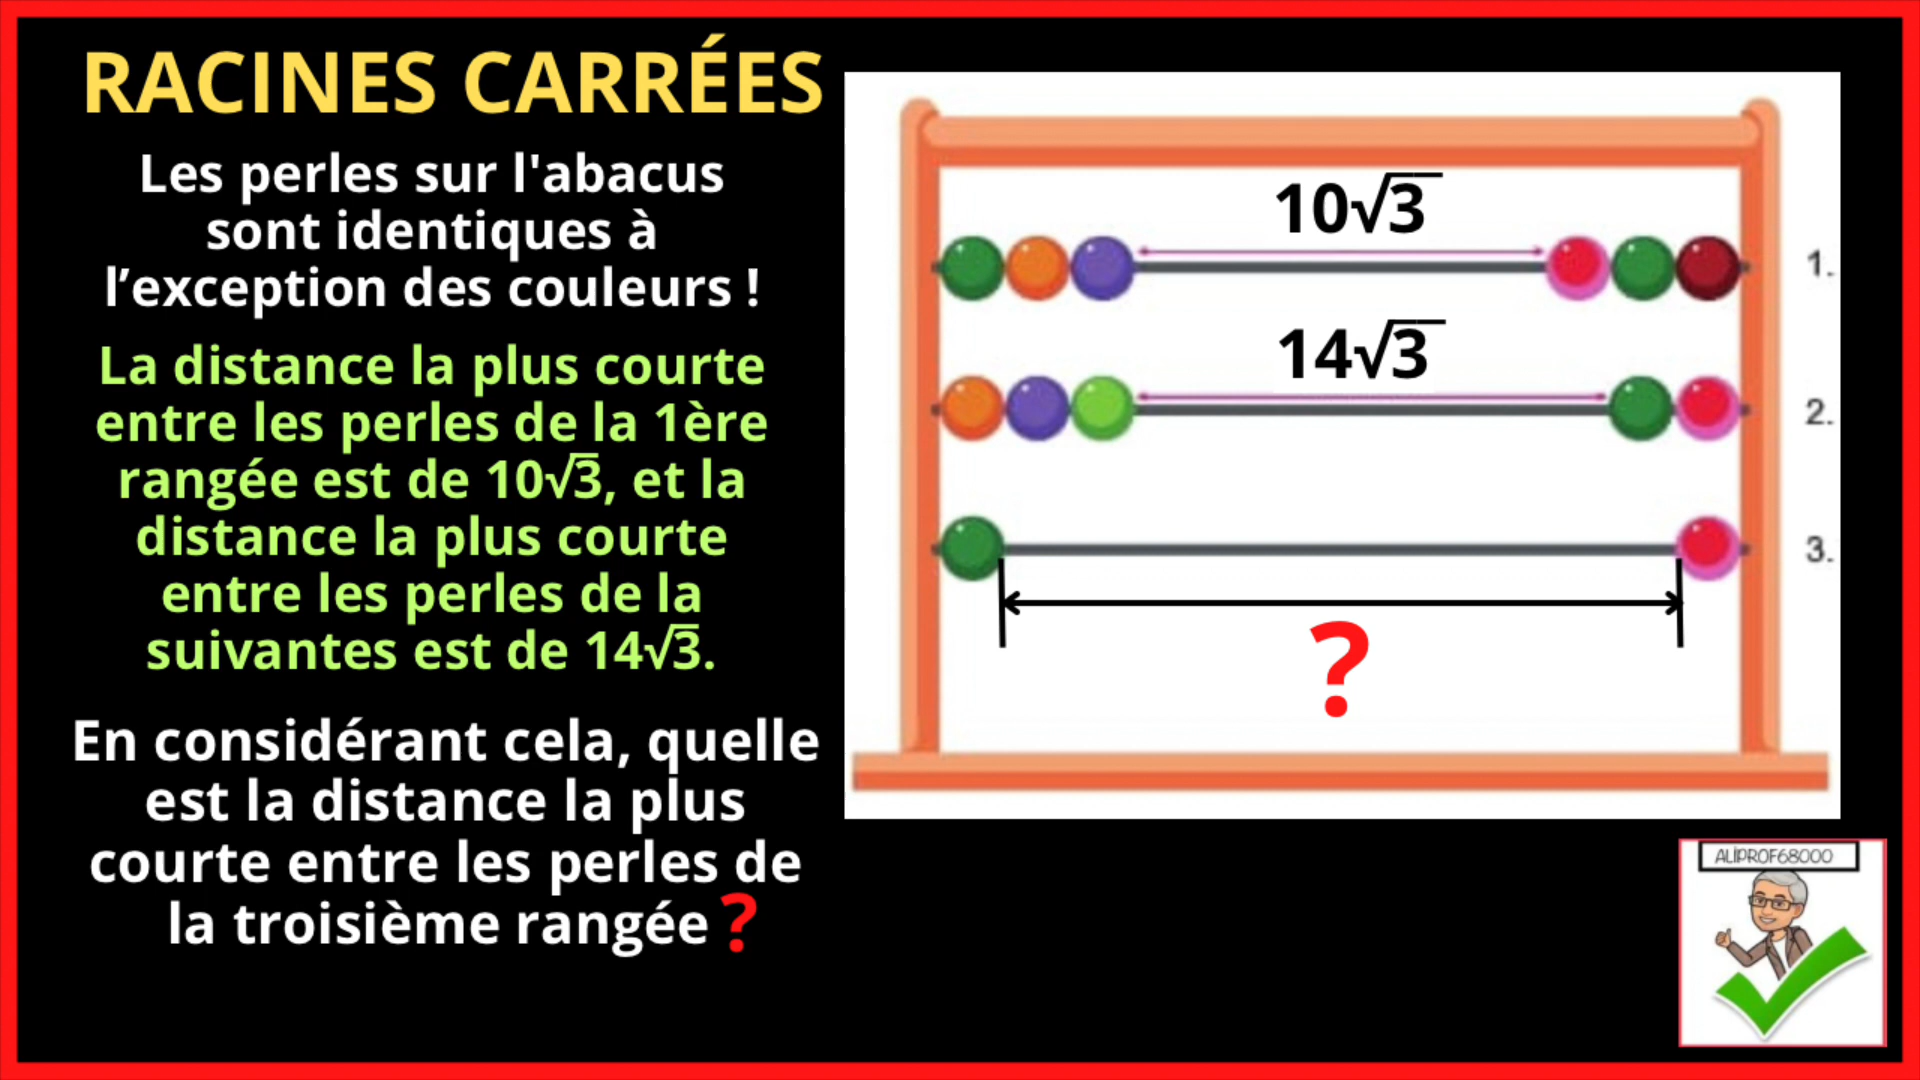 RACINES CARRÉES
Les perles sur l'abacus
sont identiques à
l’exception des couleurs !
La distance la plus courte
entre les perles de la 1ère
rangée est de 10√3, et la
distance la plus courte
entre les perles de la
suivantes est de 14√3.
En considérant cela, quelle
est la distance la plus
courte entre les perles de
la troisième rangée ?
10√3
1.
14√3
2.
3.
?
ALİPROF68000